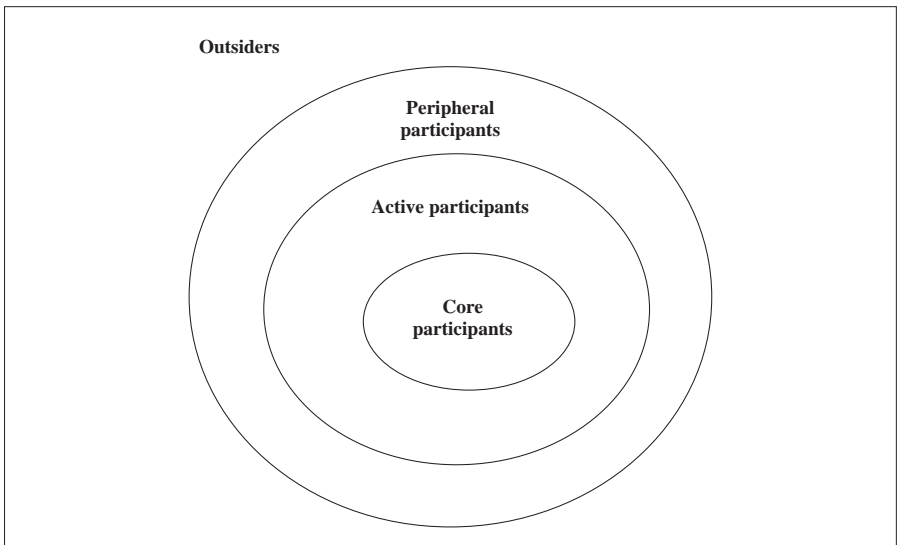 Outsiders
Peripheral
participants
Active participants
Core
participants